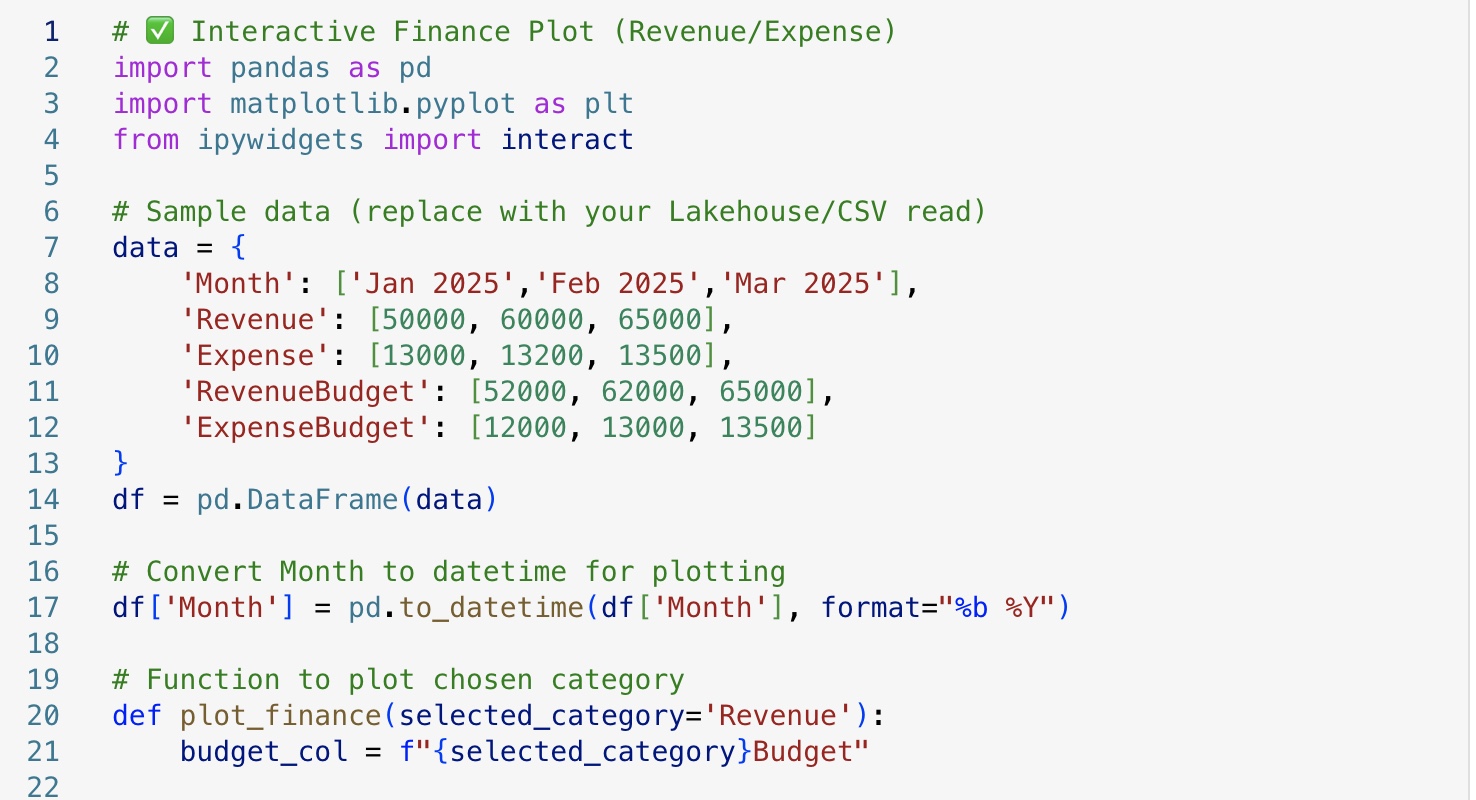 1 # ✅ Interactive Finance Plot (Revenue/Expense)
2 import pandas as pd
3 import matplotlib.pyplot as plt
4 from ipywidgets import interact
5
6 # Sample data (replace with your Lakehouse/CSV read)
7 data = {
8     'Month': ['Jan 2025','Feb 2025','Mar 2025'],
9     'Revenue': [50000, 60000, 65000],
10     'Expense': [13000, 13200, 13500],
11     'RevenueBudget': [52000, 62000, 65000],
12     'ExpenseBudget': [12000, 13000, 13500]
13 }
14 df = pd.DataFrame(data)
15
16 # Convert Month to datetime for plotting
17 df['Month'] = pd.to_datetime(df['Month'], format="%b %Y")
18
19 # Function to plot chosen category
20 def plot_finance(selected_category='Revenue'):
21     budget_col = f"{selected_category}Budget"
22